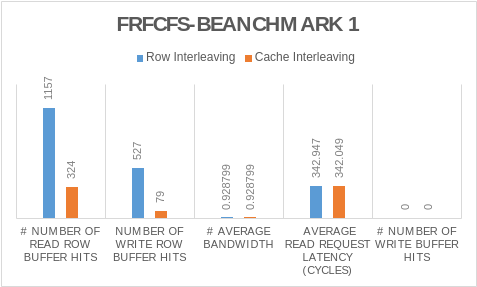 FRFCFS-BEANCHM ARK 1
Row Interleaving Cache Interleaving
1157
324
527
79
0.928799
0.928799
342.947
342.049
0
0
# NUMBER OF READ ROW BUFFER HITS
NUMBER OF WRITE ROW BUFFER HITS
# AVERAGE BANDWIDTH
AVERAGE READ REQUEST LATENCY (CYCLES)
# NUMBER OF WRITE BUFFER HITS